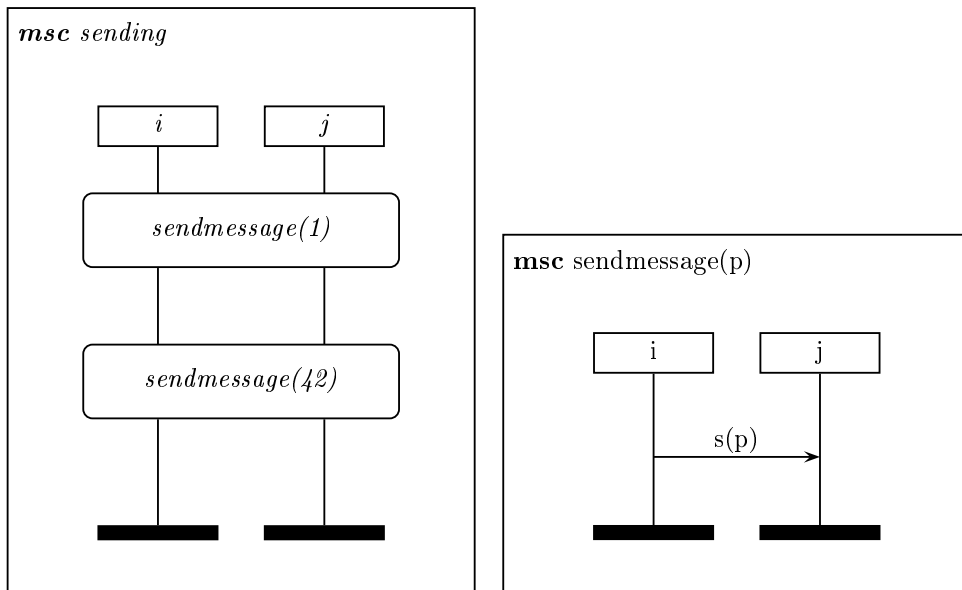 msc sending
i
j
sendmessage(1)
sendmessage(42)
msc sendmessage(p)
i
j
s(p)